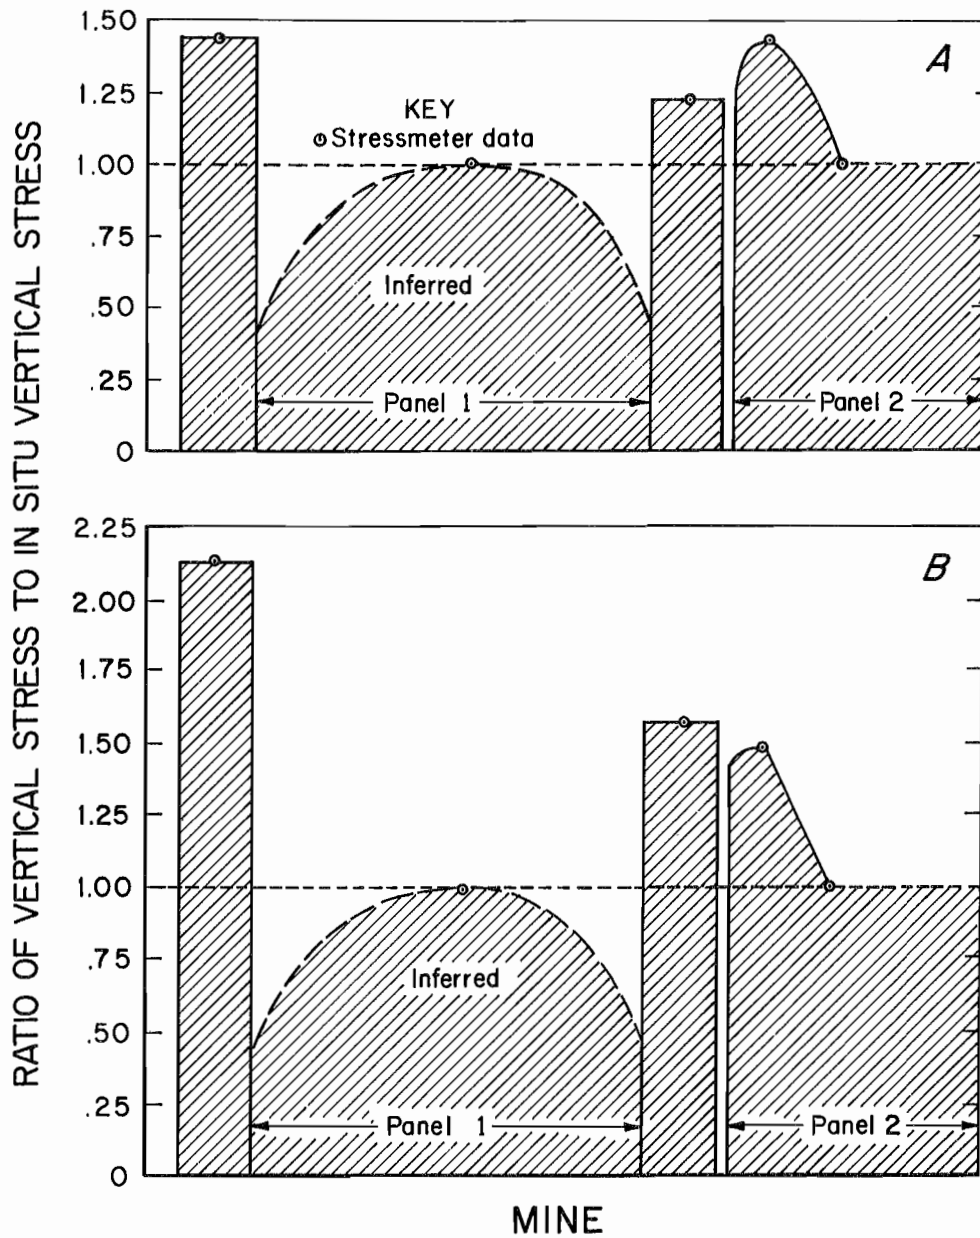 RATIO OF VERTICAL STRESS TO IN SITU VERTICAL STRESS
1.50
1.25
1.00
.75
.50
.25
0
A
KEY
Stressmeter data
Inferred
Panel 1
Panel 2
2.25
2.00
1.75
1.50
1.25
1.00
.75
.50
.25
0
B
Inferred
Panel 1
Panel 2
MINE